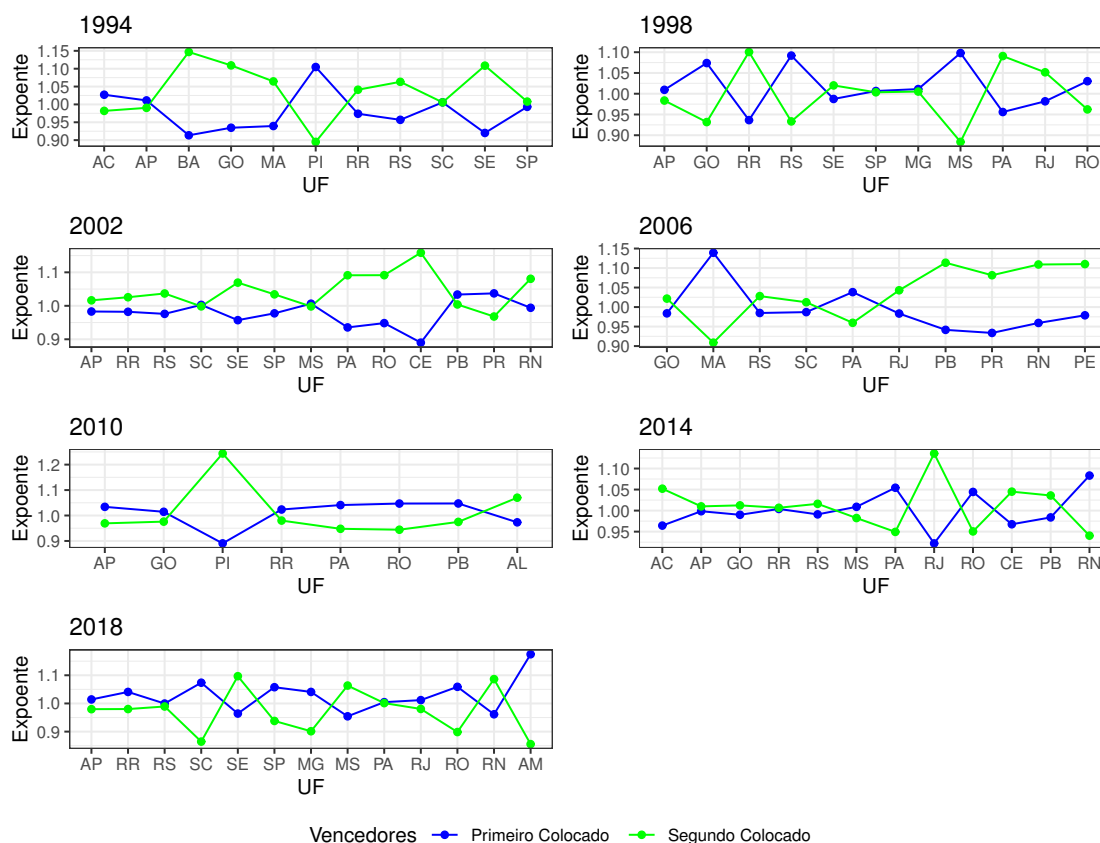 1994
Expoente
1.15
1.10
1.05
1.00
0.95
0.90
AC AP BA GO MA PI RR RS SC SE SP
UF
1998
Expoente
1.10
1.05
1.00
0.95
0.90
AP GO RR RS SE SP MG MS PA RJ RO
UF
2002
Expoente
1.1
1.0
0.9
AP RR RS SC SE SP MS PA RO CE PB PR RN
UF
2006
Expoente
1.15
1.10
1.05
1.00
0.95
0.90
GO MA RS SC PA RJ PB PR RN PE
UF
2010
Expoente
1.2
1.1
1.0
0.9
AP GO PI RR PA RO PB AL
UF
2014
Expoente
1.10
1.05
1.00
0.95
AC AP GO RR RS MS PA RJ RO CE PB RN
UF
2018
Expoente
1.1
1.0
0.9
AP RR RS SC SE SP MG MS PA RJ RO RN AM
UF
Vencedores Primeiro Colocado Segundo Colocado